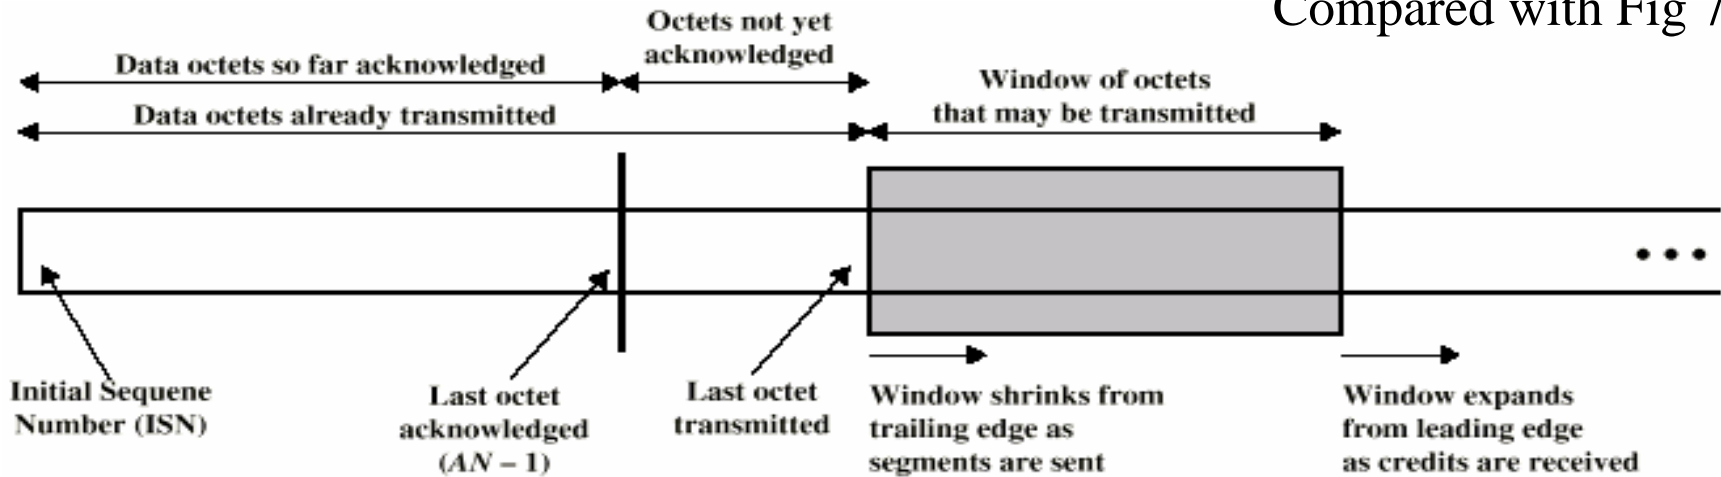 Compared with Fig 7
Octets not yet
acknowledged
Data octets so far acknowledged
Data octets already transmitted
Window of octets
that may be transmitted
Initial Sequene
Number (ISN)
Last octet
acknowledged
(AN – 1)
Last octet
transmitted
Window shrinks from
trailing edge as
segments are sent
Window expands
from leading edge
as credits are received